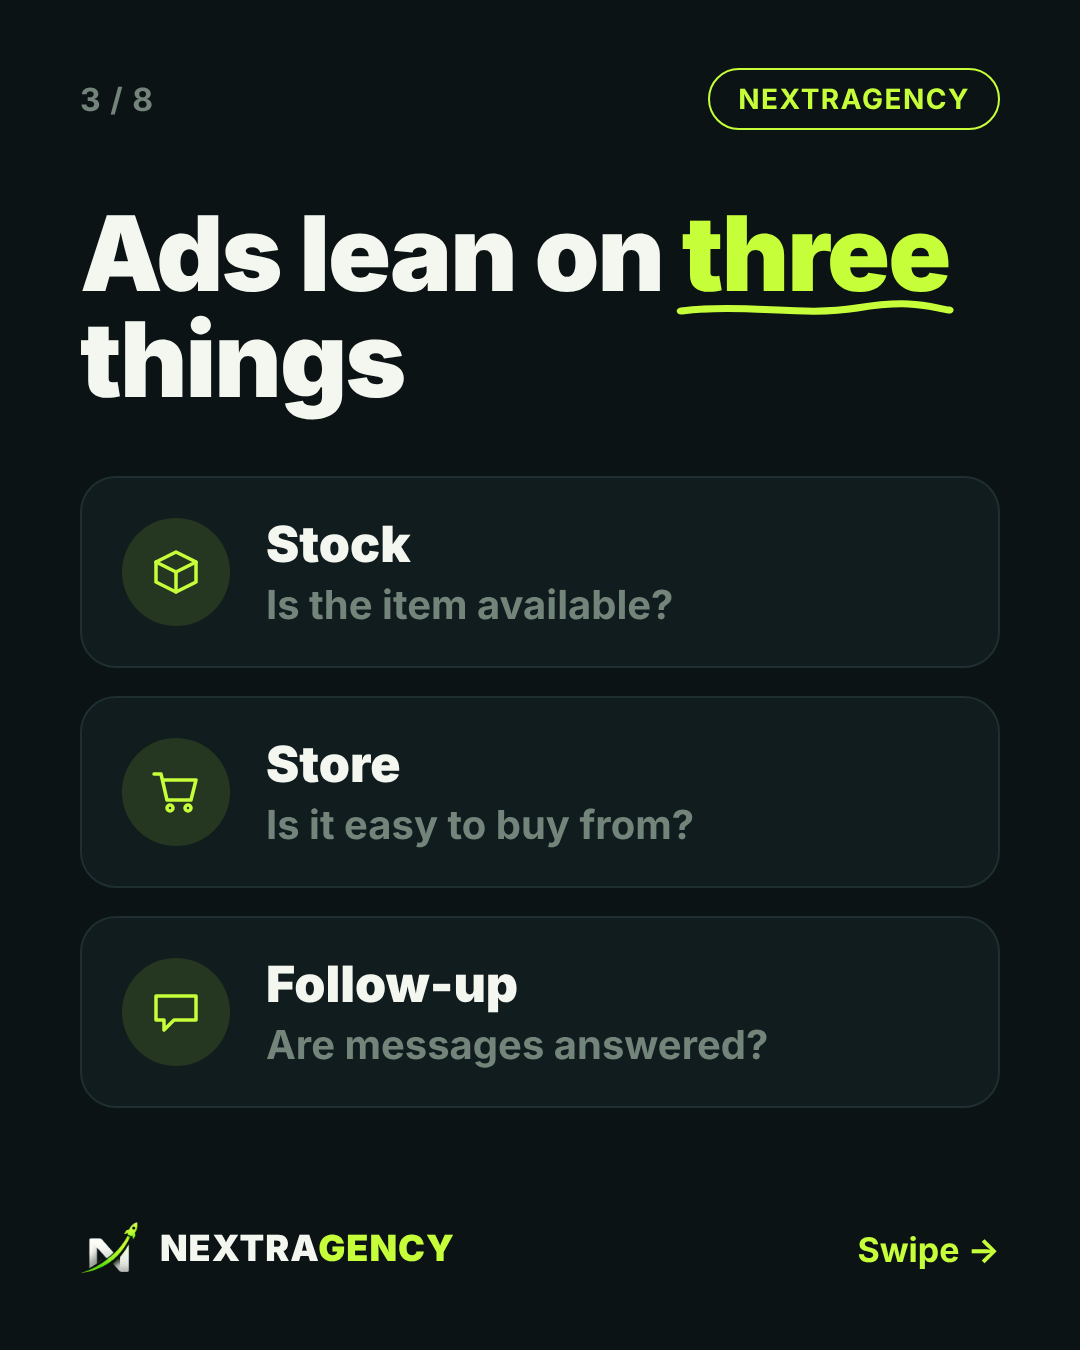 3 / 8
NEXTRAGENCY
Ads lean on three
things
Stock
Is the item available?
Store
Is it easy to buy from?
Follow-up
Are messages answered?
NEXTRAGENCY
Swipe →